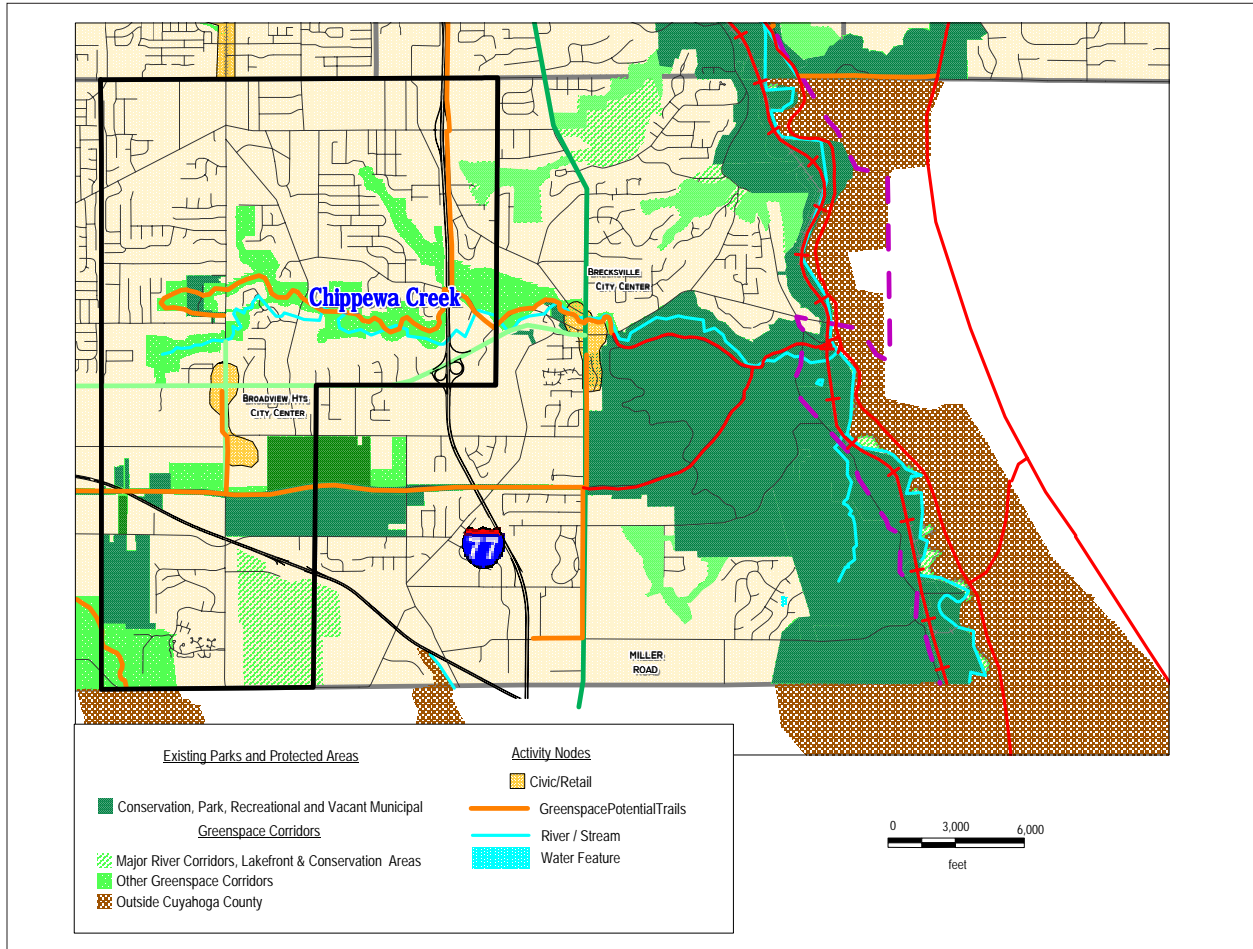 Chippewa Creek
BRECKSVILLE
CITY CENTER
BROADVIEW HTS
CITY CENTER
77
MILLER
ROAD
Existing Parks and Protected Areas
Conservation, Park, Recreational and Vacant Municipal
Greenspace Corridors
Major River Corridors, Lakefront & Conservation Areas
Other Greenspace Corridors
Outside Cuyahoga County
Activity Nodes
Civic/Retail
GreenspacePotentialTrails
River / Stream
Water Feature
0 3,000 6,000
feet